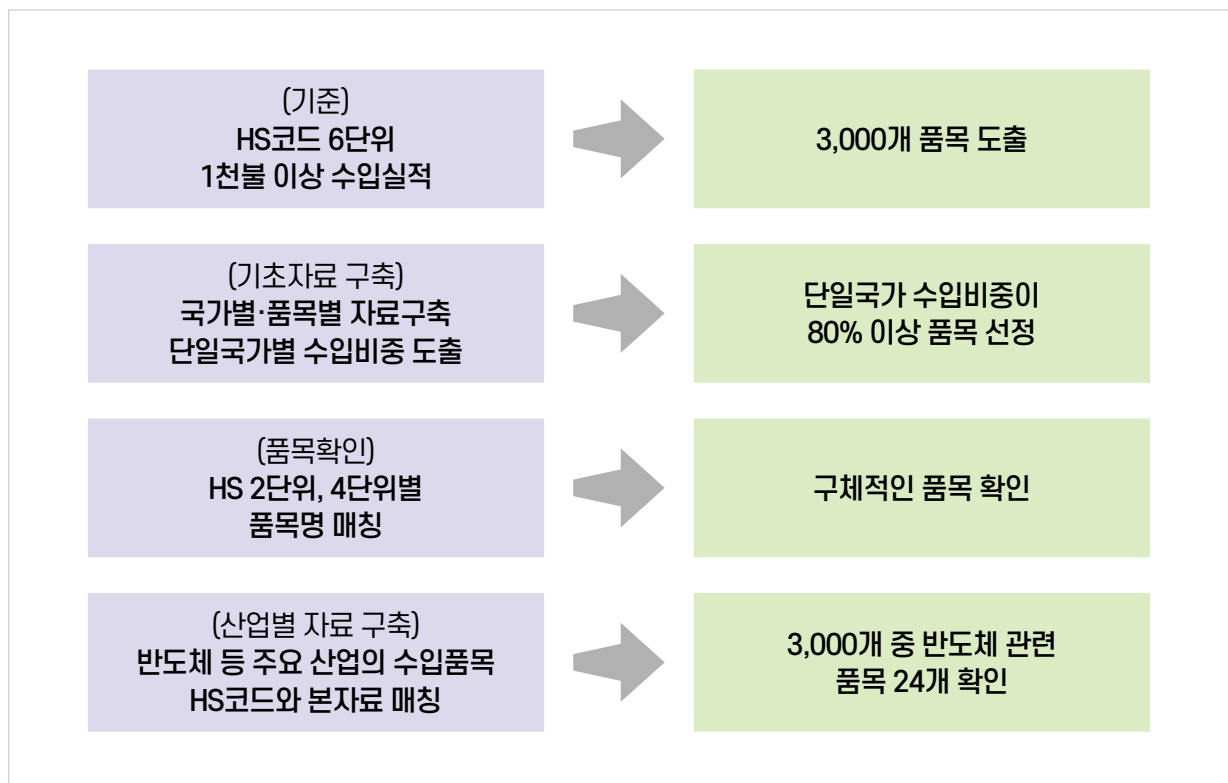 (기준)
HS코드 6단위
1천불 이상 수입실적
3,000개 품목 도출
(기초자료 구축)
국가별·품목별 자료구축
단일국가별 수입비중 도출
단일국가 수입비중이
80% 이상 품목 선정
(품목확인)
HS 2단위, 4단위별
품목명 매칭
구체적인 품목 확인
(산업별 자료 구축)
반도체 등 주요 산업의 수입품목
HS코드와 본자료 매칭
3,000개 중 반도체 관련
품목 24개 확인